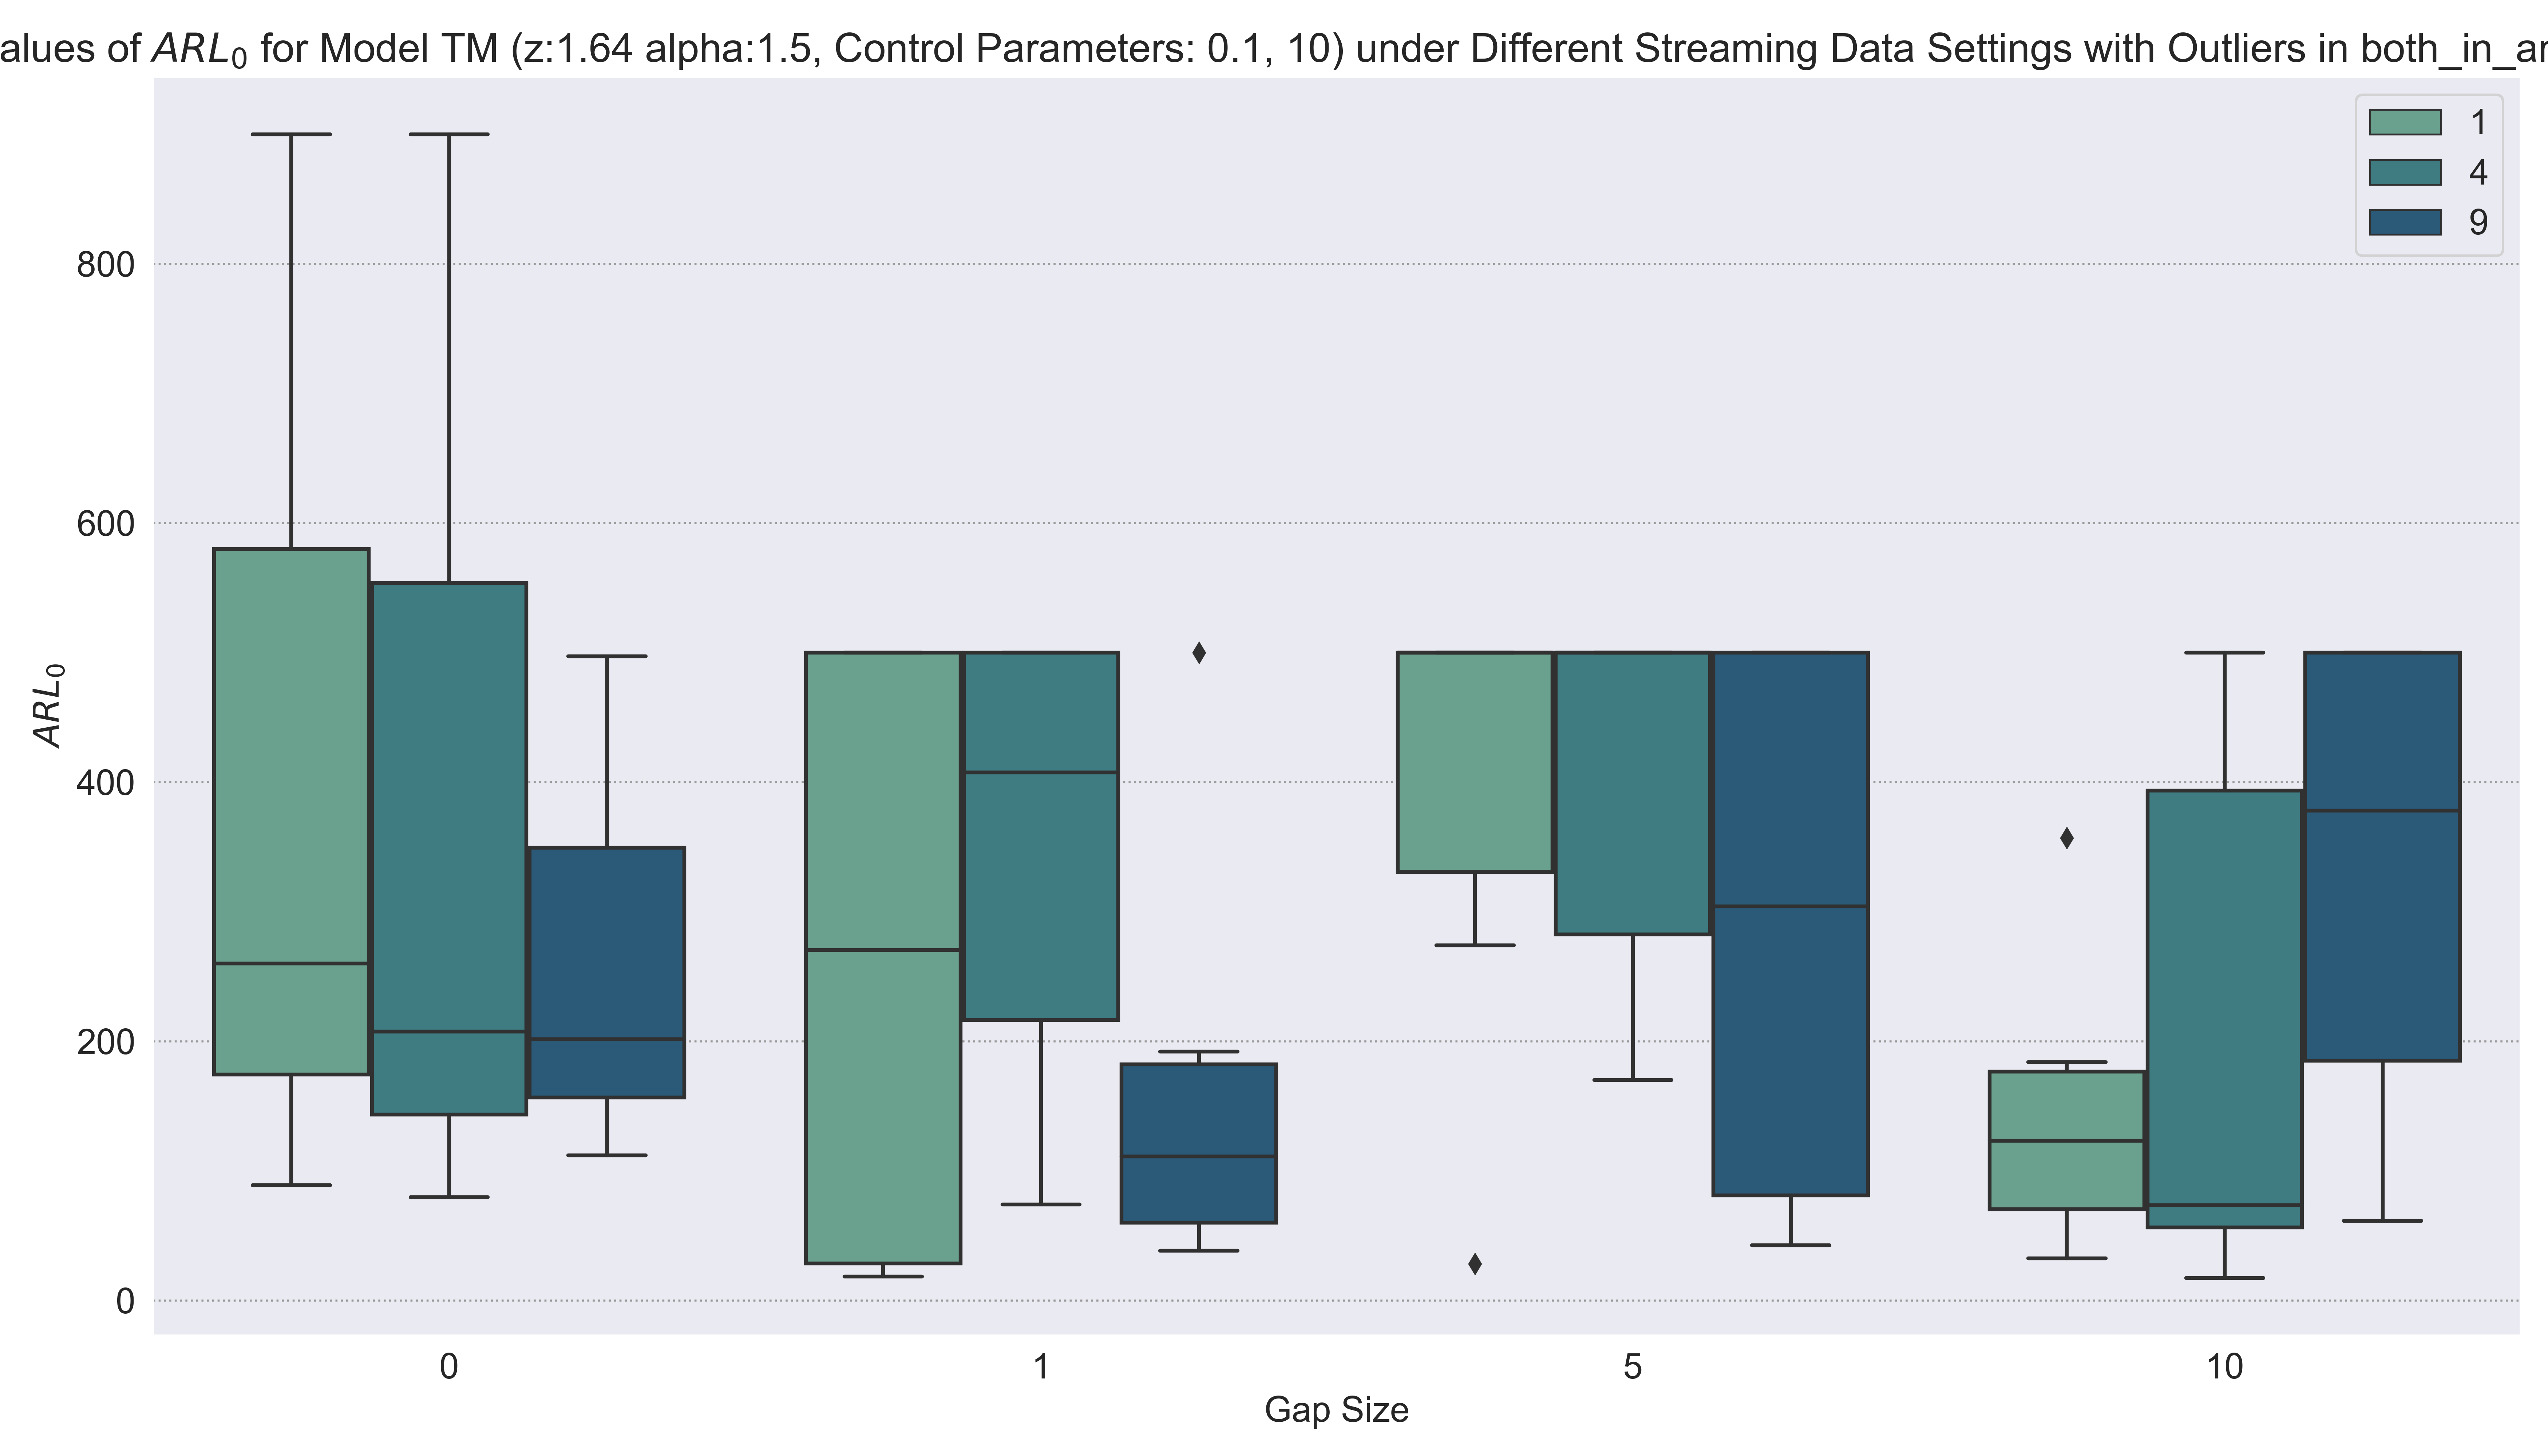 alues of ARL0 for Model TM (z:1.64 alpha:1.5, Control Parameters: 0.1, 10) under Different Streaming Data Settings with Outliers in both_in_ar
1
4
9
800
600
400
200
0
ARL0
0 1 5 10
Gap Size